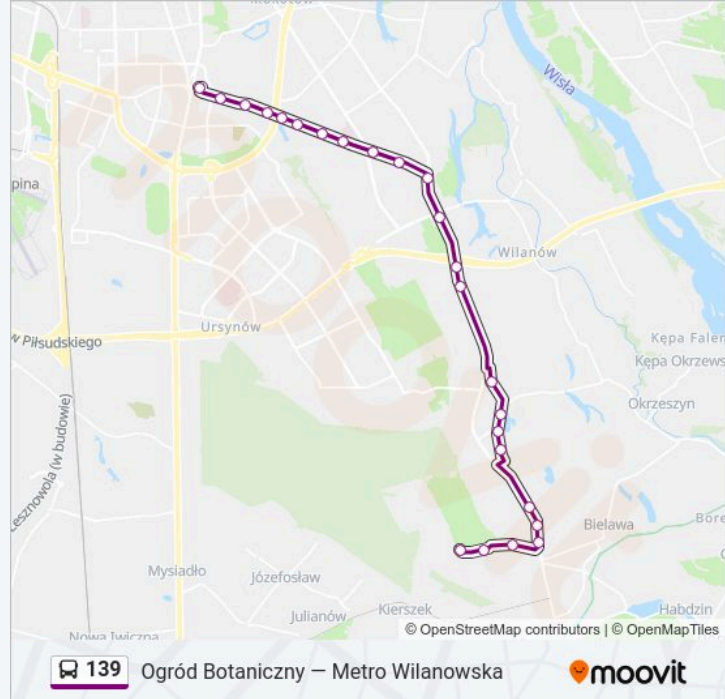 Mokotów
Wisła
pina
Wilanów
Ursynów
w Piłsudskiego
Kępa Falen
Kępa Okrzews
Okrzeszyn
Lesznowola (w budowie)
Bielawa
Bore
Mysiadło
Józefosław
Julianów
Kierszek
Habdzin
Nowa Iwiczna
© OpenStreetMap contributors | © OpenMapTiles
139 Ogród Botaniczny — Metro Wilanowska
moovit